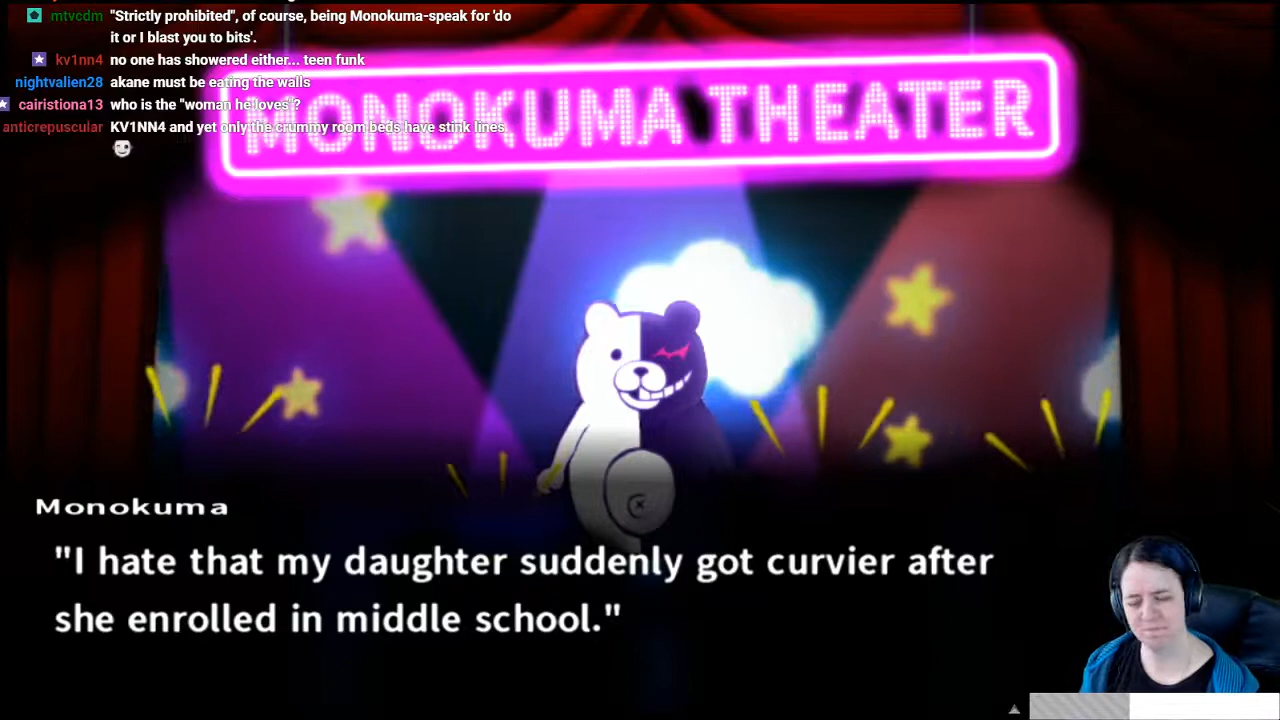 mtvcdm "Strictly prohibited", of course, being Monokuma-speak for 'do
it or I blast you to bits'.
kv1nn4 no one has showered either... teen funk
nightvalien28 akane must be eating the walls
cairistiona13 who is the "woman he loves"?
anticrepuscular KV1NN4 and yet only the crummy room beds have stink lines
MONOKUMA THEATER
Monokuma
"I hate that my daughter suddenly got curvier after
she enrolled in middle school."